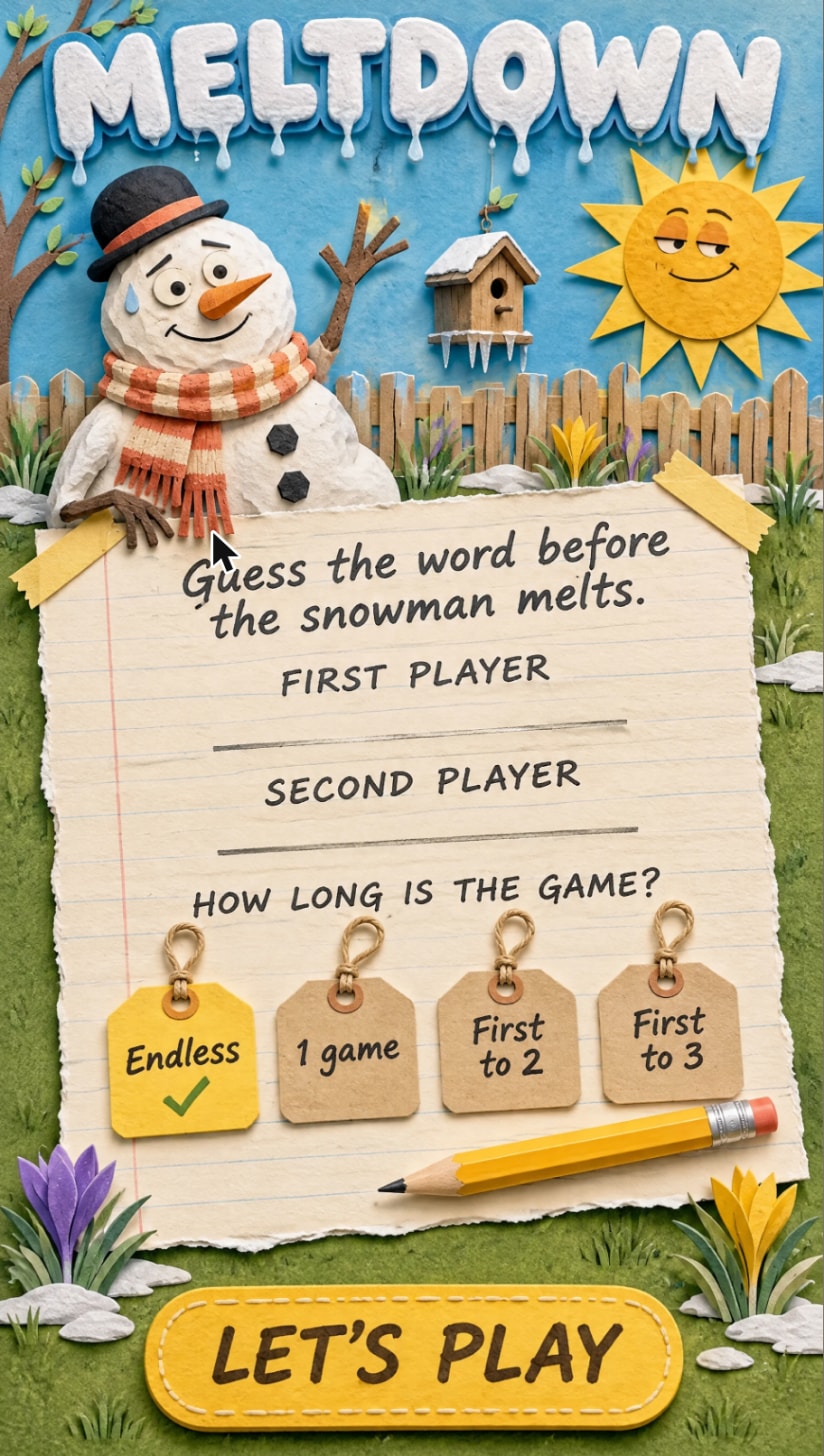 MELTDOWN
Guess the word before
the snowman melts.
FIRST PLAYER
SECOND PLAYER
HOW LONG IS THE GAME?
Endless
1 game
First
to 2
First
to 3
LET'S PLAY